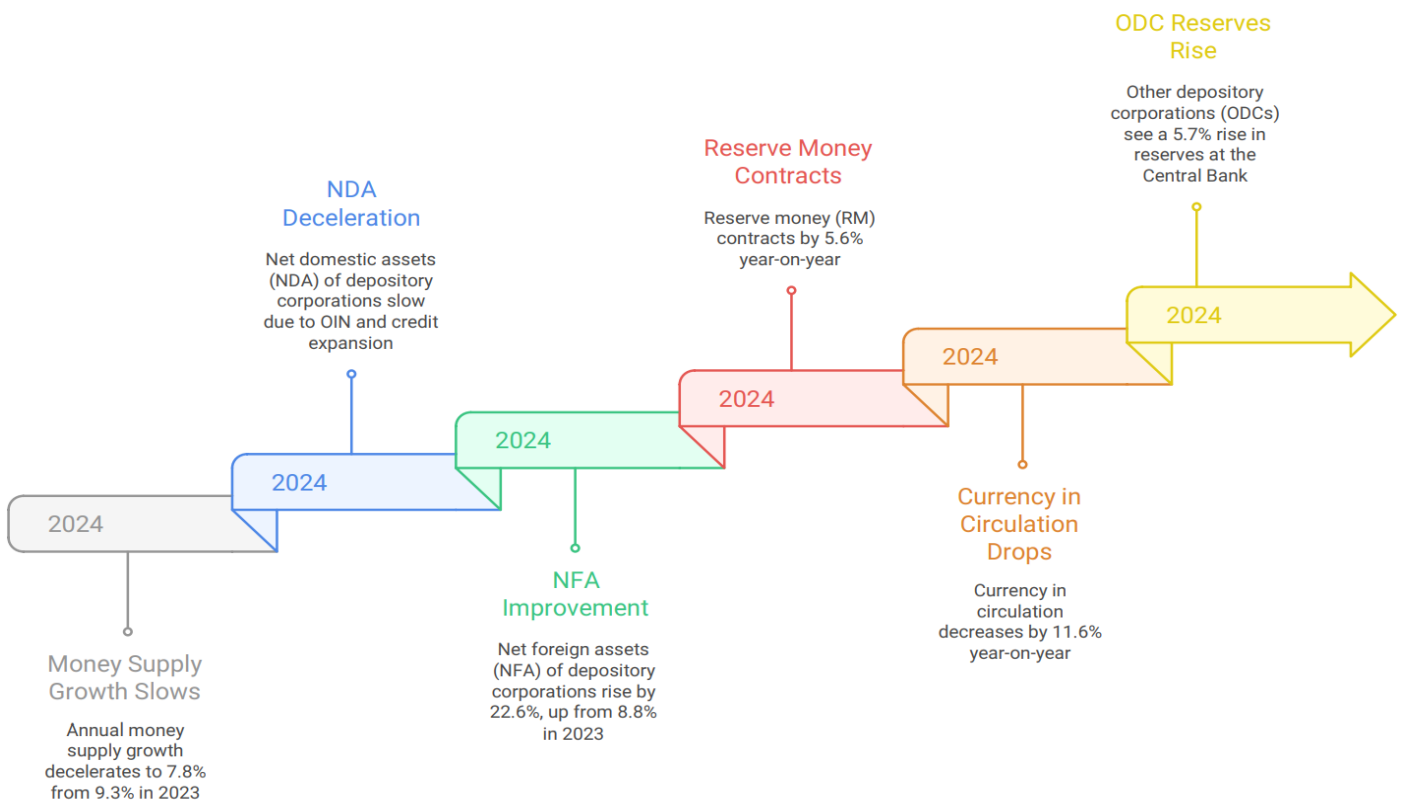 2024
Money Supply
Growth Slows
Annual money
supply growth
decelerates to 7.8%
from 9.3% in 2023
NDA
Deceleration
Net domestic assets
(NDA) of depository
corporations slow
due to OIN and credit
expansion
2024
2024
NFA
Improvement
Net foreign assets
(NFA) of depository
corporations rise by
22.6%, up from 8.8%
in 2023
Reserve Money
Contracts
Reserve money (RM)
contracts by 5.6%
year-on-year
2024
2024
Currency in
Circulation
Drops
Currency in
circulation
decreases by 11.6%
year-on-year
ODC Reserves
Rise
Other depository
corporations (ODCs)
see a 5.7% rise in
reserves at the
Central Bank
2024